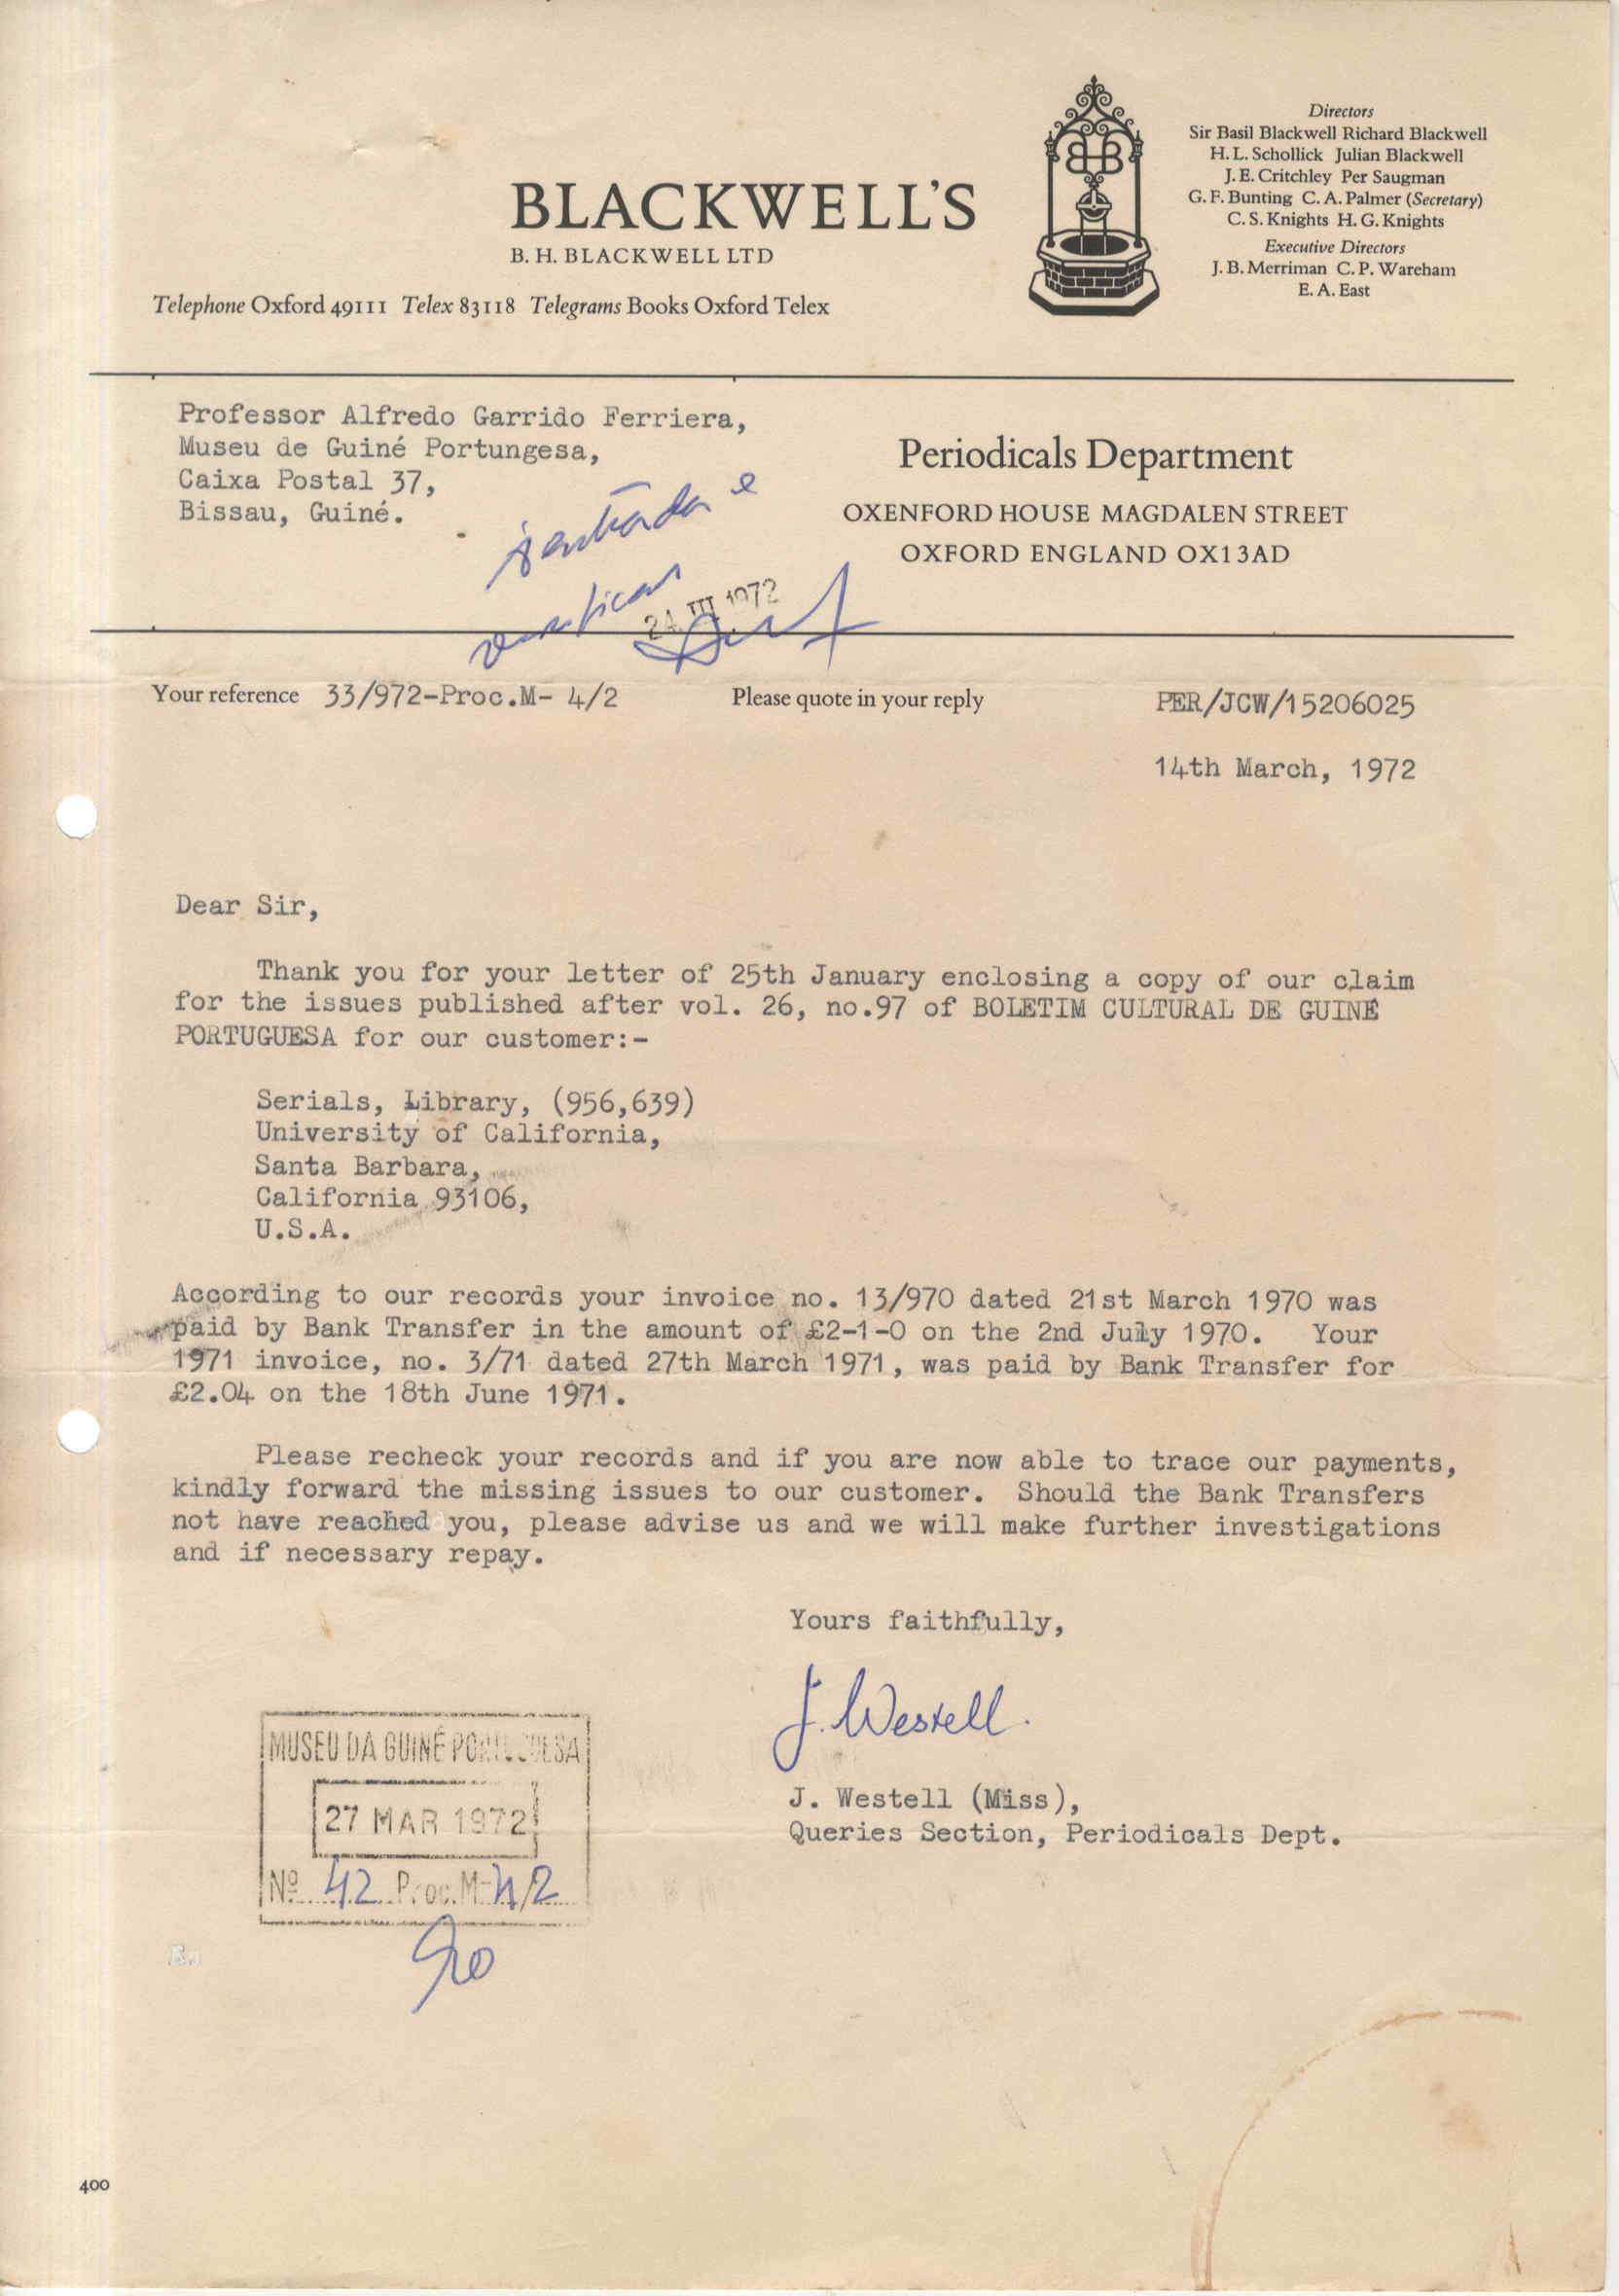 Directors
Sir Basil Blackwell Richard Blackwell
H. L. Schollick Julian Blackwell
J. E. Critchley Per Saugman
G. F. Bunting C. A. Palmer (Secretary)
C. S. Knights H. G. Knights
Executive Directors
J. B. Merriman C. P. Wareham
E. A. East
BLACKWELL'S
B. H. BLACKWELL LTD
Telephone Oxford 49111 Telex 83118 Telegrams Books Oxford Telex
Professor Alfredo Garrido Ferriera,
Museu de Guiné Portungesa,
Caixa Postal 37,
Bissau, Guiné.
Periodicals Department
OXENFORD HOUSE MAGDALEN STREET
OXFORD ENGLAND OX1 3AD
entrada e
verificar
24 III 1972
Your reference 33/972-Proc.M- 4/2 Please quote in your reply PER/JCW/15206025
14th March, 1972
Dear Sir,
Thank you for your letter of 25th January enclosing a copy of our claim
for the issues published after vol. 26, no.97 of BOLETIM CULTURAL DE GUINÉ
PORTUGUESA for our customer:-
Serials, Library, (956,639)
University of California,
Santa Barbara,
California 93106,
U.S.A.
According to our records your invoice no. 13/970 dated 21st March 1970 was
paid by Bank Transfer in the amount of £2-1-0 on the 2nd July 1970. Your
1971 invoice, no. 3/71 dated 27th March 1971, was paid by Bank Transfer for
£2.04 on the 18th June 1971.
Please recheck your records and if you are now able to trace our payments,
kindly forward the missing issues to our customer. Should the Bank Transfers
not have reached you, please advise us and we will make further investigations
and if necessary repay.
Yours faithfully,
J. Westell.
J. Westell (Miss),
Queries Section, Periodicals Dept.
MUSEU DA GUINÉ PORTUGUESA
27 MAR 1972
Nº 42 Proc. M-4/2
400